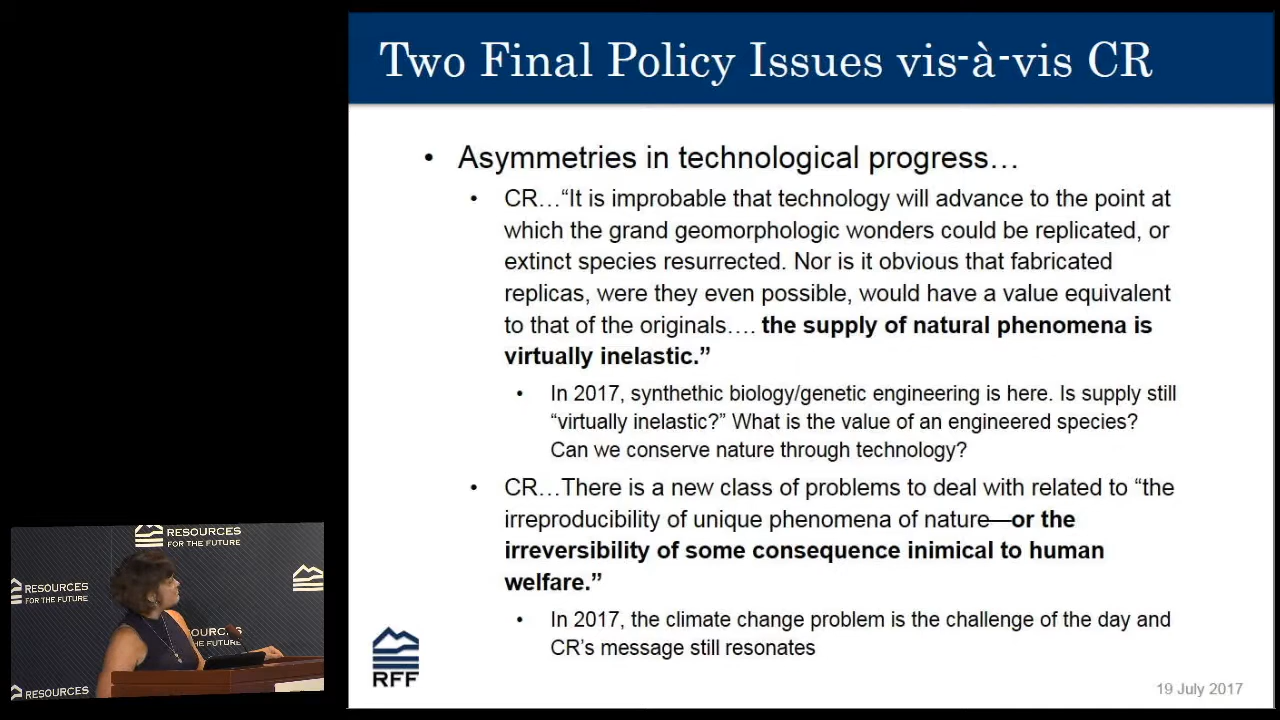 Two Final Policy Issues vis-à-vis CR
• Asymmetries in technological progress…
• CR…“It is improbable that technology will advance to the point at
which the grand geomorphologic wonders could be replicated, or
extinct species resurrected. Nor is it obvious that fabricated
replicas, were they even possible, would have a value equivalent
to that of the originals…. the supply of natural phenomena is
virtually inelastic.”
• In 2017, synthethic biology/genetic engineering is here. Is supply still
“virtually inelastic?” What is the value of an engineered species?
Can we conserve nature through technology?
• CR…There is a new class of problems to deal with related to “the
irreproducibility of unique phenomena of nature—or the
irreversibility of some consequence inimical to human
welfare.”
• In 2017, the climate change problem is the challenge of the day and
CR’s message still resonates
RFF
19 July 2017
RESOURCES
FOR THE FUTURE
RESOURCES
FOR THE FUTURE
OURCES
THE FUTURE
RESOURCES